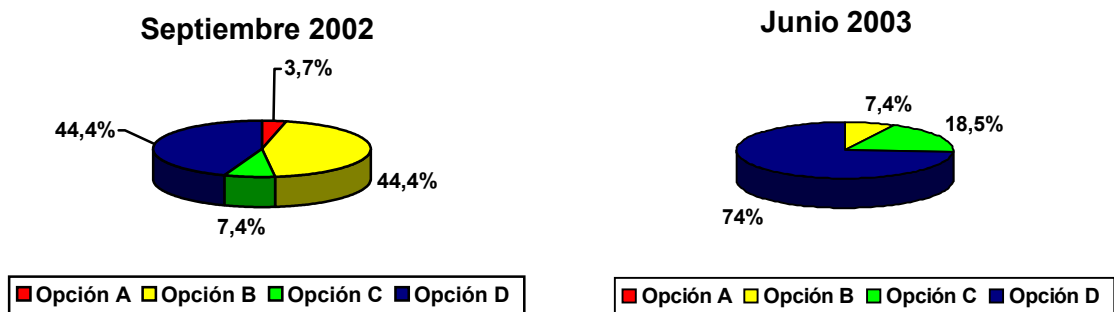 Septiembre 2002
3,7%
44,4%
44,4%
7,4%
Opción A Opción B Opción C Opción D
Junio 2003
7,4%
18,5%
74%
Opción A Opción B Opción C Opción D